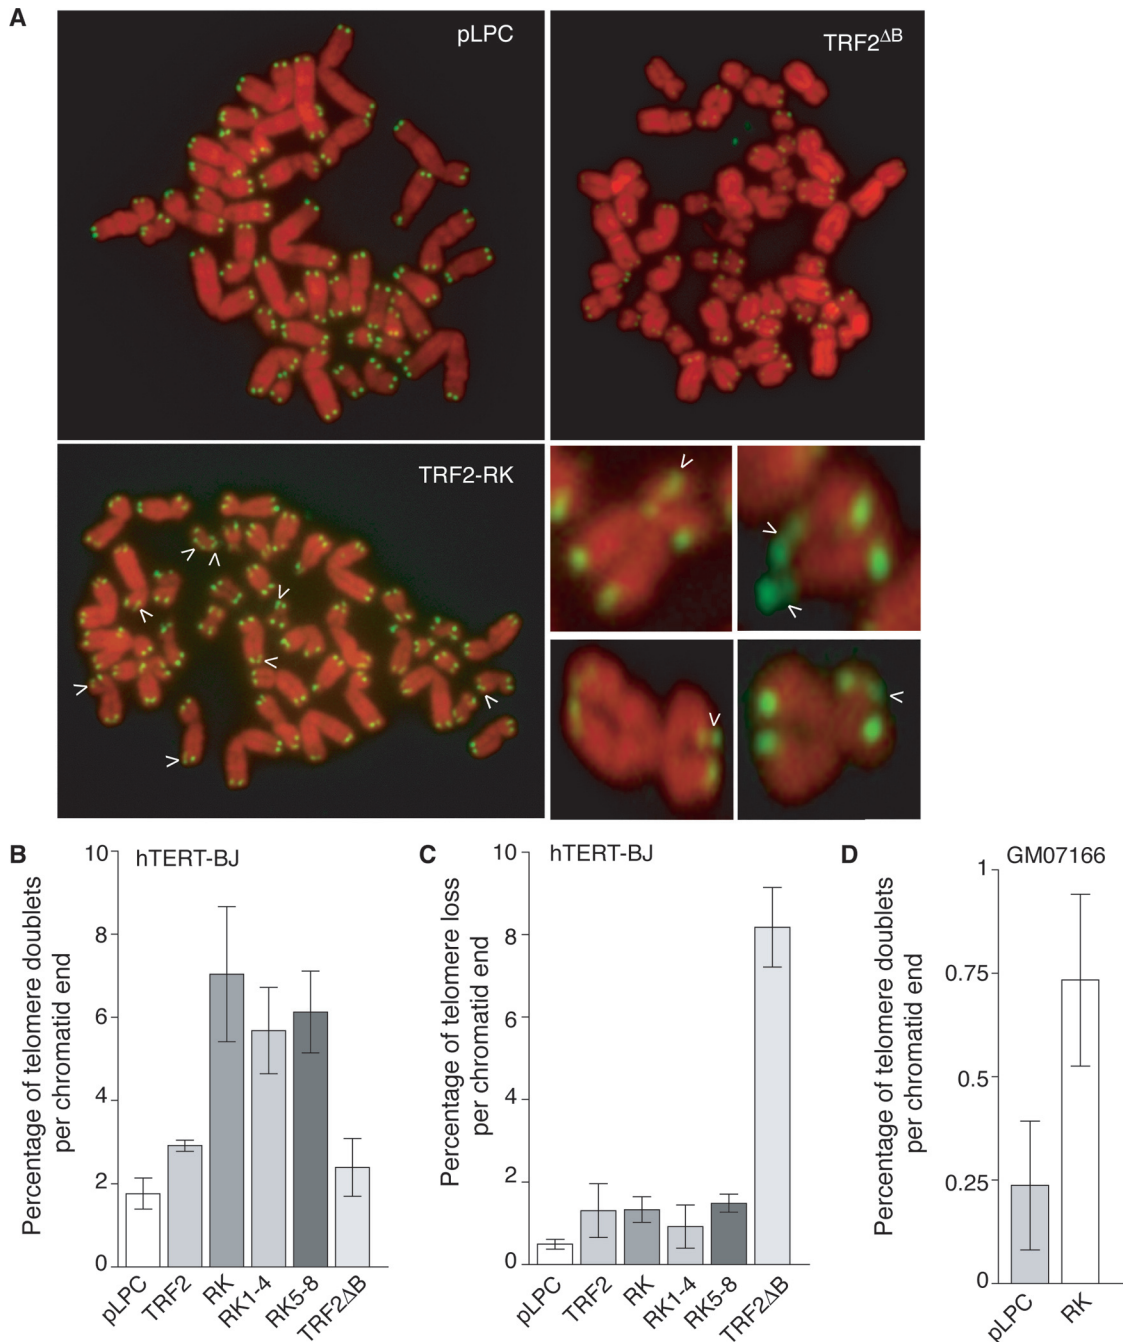 A
pLPC
TRF2ΔB
TRF2-RK
B
hTERT-BJ
Percentage of telomere doublets
per chromatid end
10
8
6
4
2
0
pLPC
TRF2
RK
RK1-4
RK5-8
TRF2ΔB
C
hTERT-BJ
Percentage of telomere loss
per chromatid end
10
8
6
4
2
0
pLPC
TRF2
RK
RK1-4
RK5-8
TRF2ΔB
D
GM07166
Percentage of telomere doublets
per chromatid end
1
0.75
0.5
0.25
0
pLPC
RK